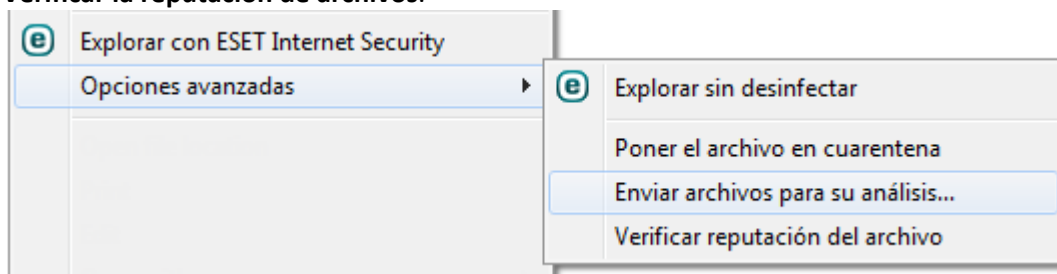 Verificar la reputación de archivos.
Explorar con ESET Internet Security
Opciones avanzadas
Explorar sin desinfectar
Poner el archivo en cuarentena
Enviar archivos para su análisis...
Verificar reputación del archivo